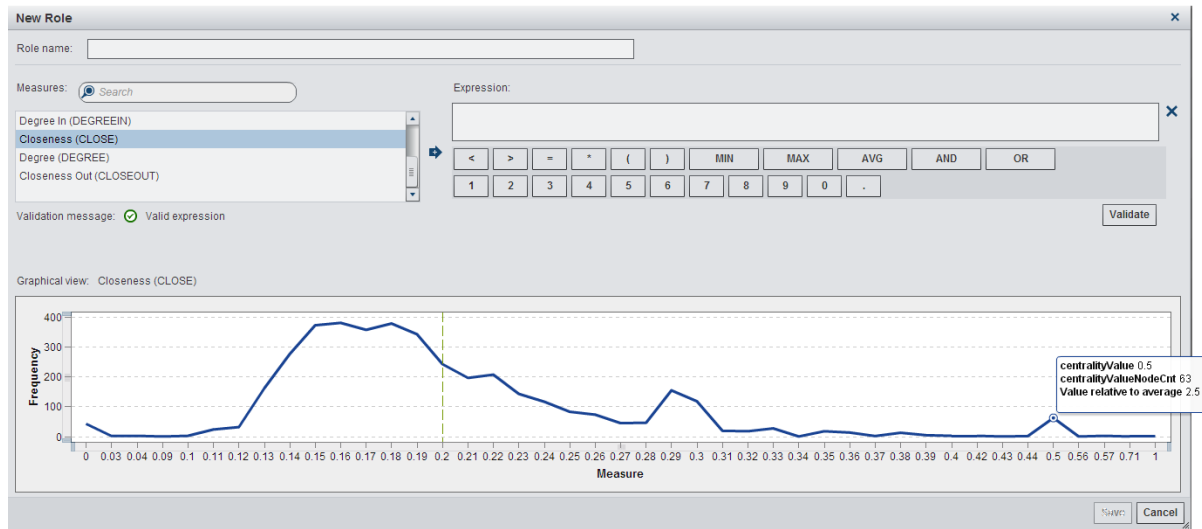 New Role
Role name:
Measures: Search
Expression:
Degree In (DEGREEIN)
Closeness (CLOSE)
Degree (DEGREE)
Closeness Out (CLOSEOUT)
< > = * ( ) MIN MAX AVG AND OR
1 2 3 4 5 6 7 8 9 0 .
Validation message: Valid expression
Validate
Graphical view: Closeness (CLOSE)
Frequency
400
300
200
100
0
centralityValue 0.5
centralityValueNodeCnt 63
Value relative to average 2.5
0 0.03 0.04 0.09 0.1 0.11 0.12 0.13 0.14 0.15 0.16 0.17 0.18 0.19 0.2 0.21 0.22 0.23 0.24 0.25 0.26 0.27 0.28 0.29 0.3 0.31 0.32 0.33 0.34 0.35 0.36 0.37 0.38 0.39 0.4 0.42 0.43 0.44 0.5 0.56 0.57 0.71 1
Measure
Save Cancel